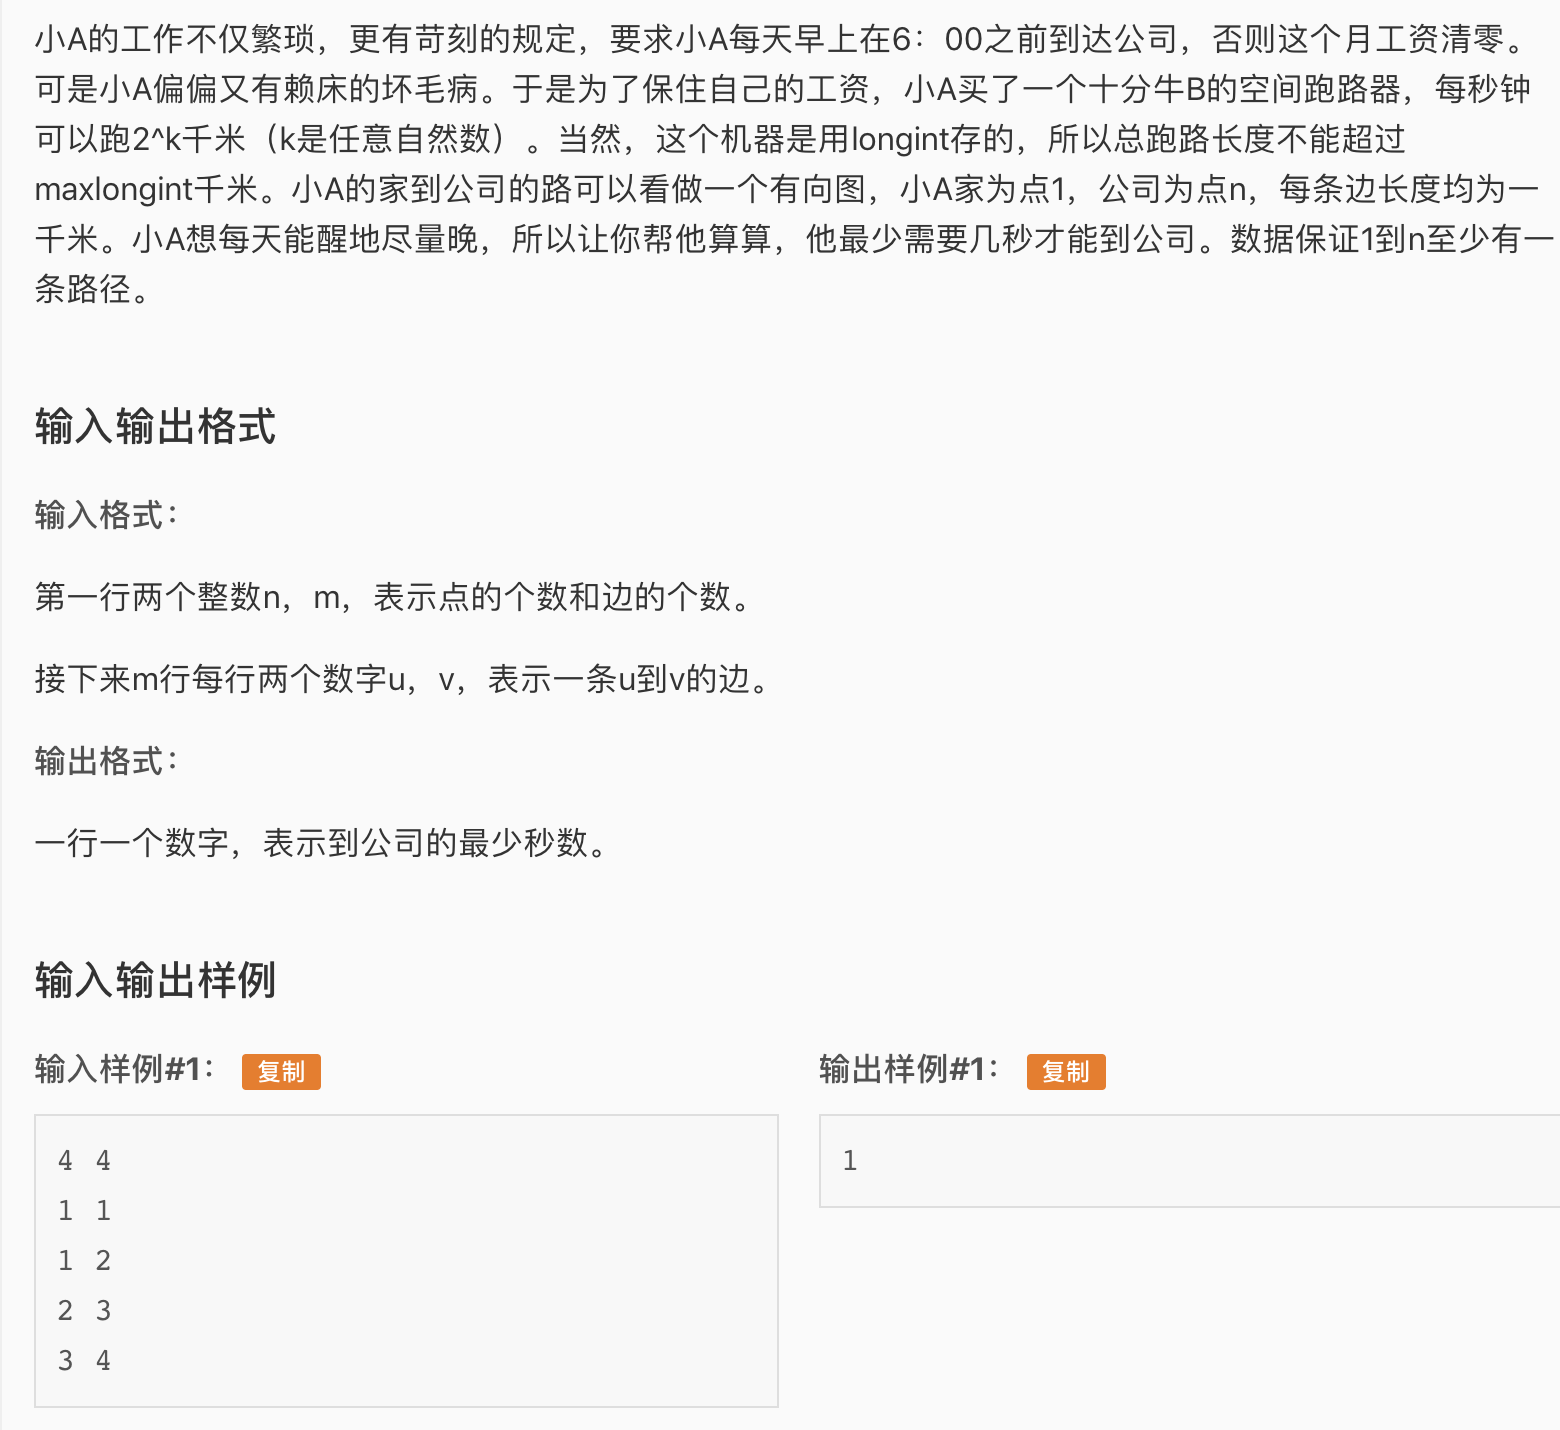 小A的工作不仅繁琐，更有苛刻的规定，要求小A每天早上在6：00之前到达公司，否则这个月工资清零。
可是小A偏偏又有赖床的坏毛病。于是为了保住自己的工资，小A买了一个十分牛B的空间跑路器，每秒钟
可以跑2^k千米（k是任意自然数）。当然，这个机器是用longint存的，所以总跑路长度不能超过
maxlongint千米。小A的家到公司的路可以看做一个有向图，小A家为点1，公司为点n，每条边长度均为一
千米。小A想每天能醒地尽量晚，所以让你帮他算算，他最少需要几秒才能到公司。数据保证1到n至少有一
条路径。
输入输出格式
输入格式：
第一行两个整数n，m，表示点的个数和边的个数。
接下来m行每行两个数字u，v，表示一条u到v的边。
输出格式：
一行一个数字，表示到公司的最少秒数。
输入输出样例
输入样例#1： 复制
4 4
1 1
1 2
2 3
3 4
输出样例#1： 复制
1